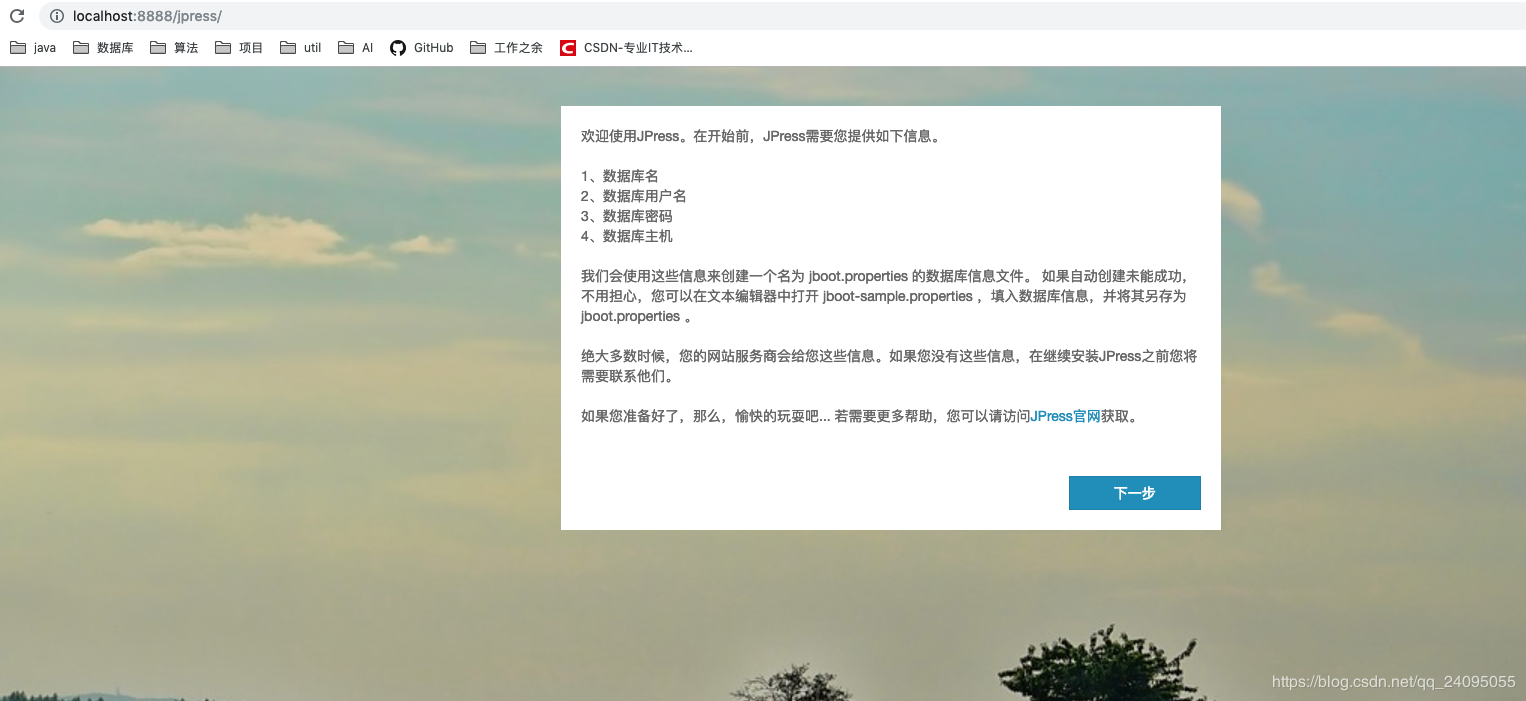 localhost:8888/jpress/
java 数据库 算法 项目 util AI GitHub 工作之余 CSDN-专业IT技术...
欢迎使用JPress。在开始前，JPress需要您提供如下信息。
1、数据库名
2、数据库用户名
3、数据库密码
4、数据库主机
我们会使用这些信息来创建一个名为 jboot.properties 的数据库信息文件。 如果自动创建未能成功，
不用担心，您可以在文本编辑器中打开 jboot-sample.properties ，填入数据库信息，并将其另存为
jboot.properties 。
绝大多数时候，您的网站服务商会给您这些信息。如果您没有这些信息，在继续安装JPress之前您将
需要联系他们。
如果您准备好了，那么，愉快的玩耍吧... 若需要更多帮助，您可以请访问JPress官网获取。
下一步
https://blog.csdn.net/qq_24095055